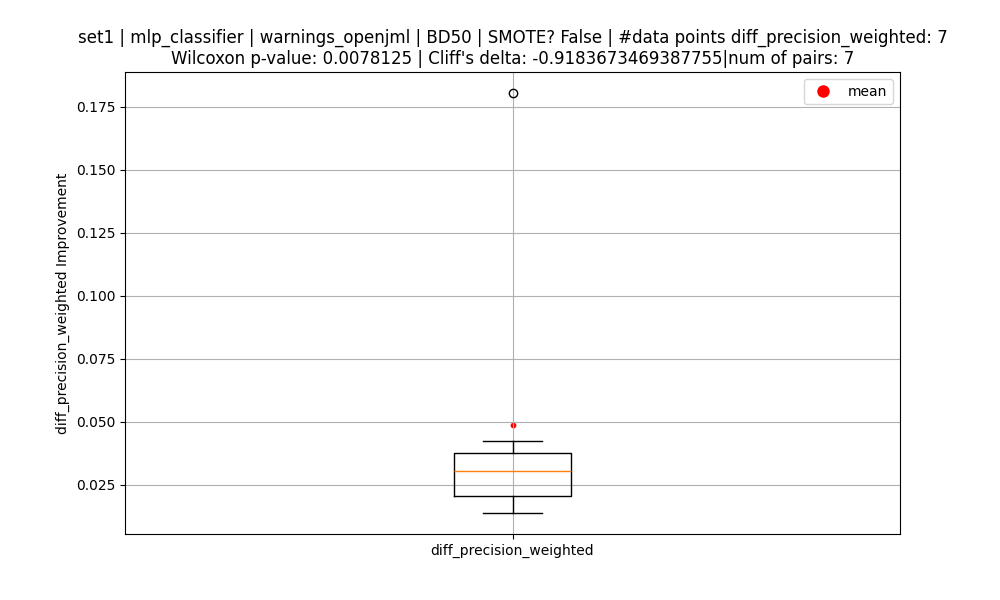 set1 | mlp_classifier | warnings_openjml | BD50 | SMOTE? False | #data points diff_precision_weighted: 7
Wilcoxon p-value: 0.0078125 | Cliff's delta: -0.9183673469387755|num of pairs: 7
mean
0.175
0.150
0.125
0.100
0.075
0.050
0.025
diff_precision_weighted Improvement
diff_precision_weighted